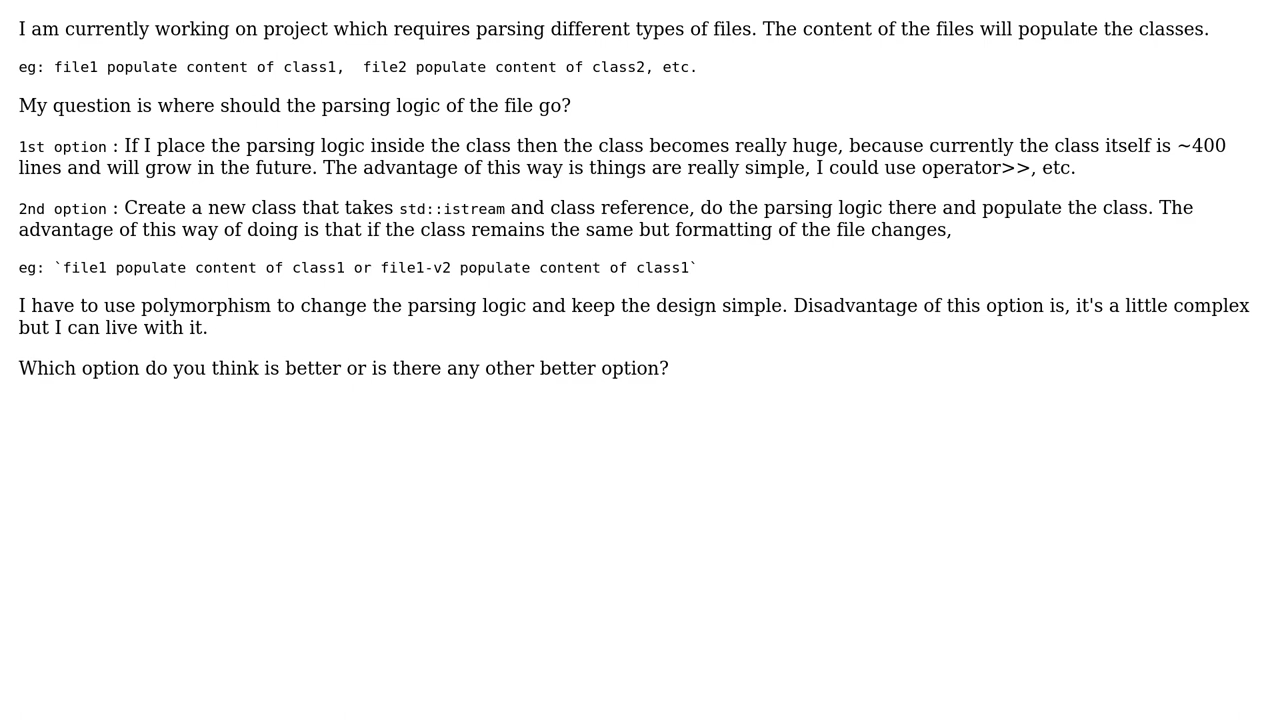 I am currently working on project which requires parsing different types of files. The content of the files will populate the classes.
eg: file1 populate content of class1,  file2 populate content of class2, etc.
My question is where should the parsing logic of the file go?
1st option : If I place the parsing logic inside the class then the class becomes really huge, because currently the class itself is ~400
lines and will grow in the future. The advantage of this way is things are really simple, I could use operator>>, etc.
2nd option : Create a new class that takes std::istream and class reference, do the parsing logic there and populate the class. The
advantage of this way of doing is that if the class remains the same but formatting of the file changes,
eg: `file1 populate content of class1 or file1-v2 populate content of class1`
I have to use polymorphism to change the parsing logic and keep the design simple. Disadvantage of this option is, it's a little complex
but I can live with it.
Which option do you think is better or is there any other better option?